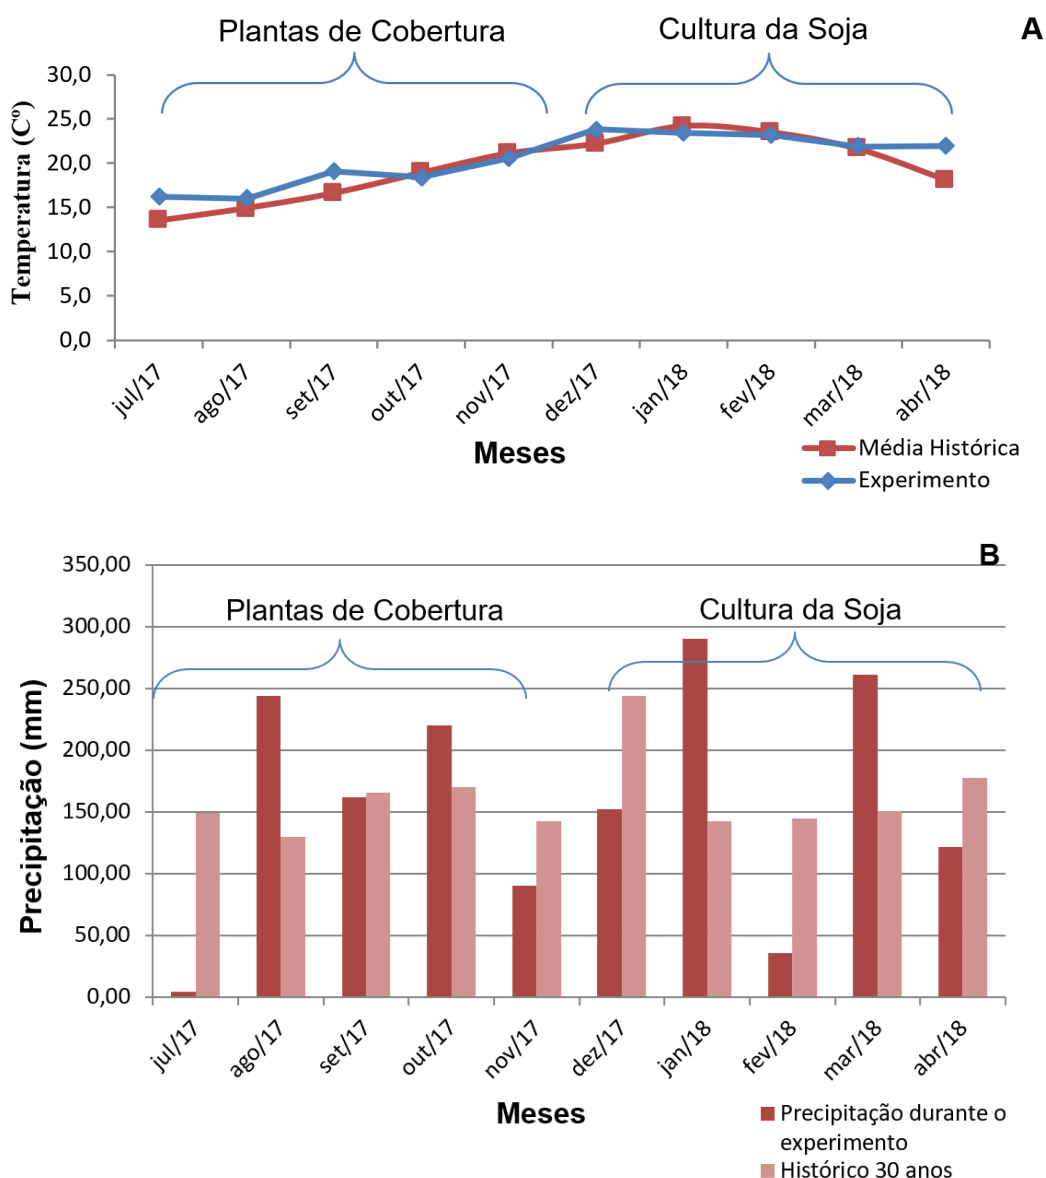 Plantas de Cobertura
Cultura da Soja
A
Temperatura (Cº)
30,0
25,0
20,0
15,0
10,0
5,0
0,0
jul/17
ago/17
set/17
out/17
nov/17
dez/17
jan/18
fev/18
mar/18
abr/18
Meses
Média Histórica
Experimento
B
Plantas de Cobertura
Cultura da Soja
Precipitação (mm)
350,00
300,00
250,00
200,00
150,00
100,00
50,00
0,00
jul/17
ago/17
set/17
out/17
nov/17
dez/17
jan/18
fev/18
mar/18
abr/18
Meses
Precipitação durante o
experimento
Histórico 30 anos